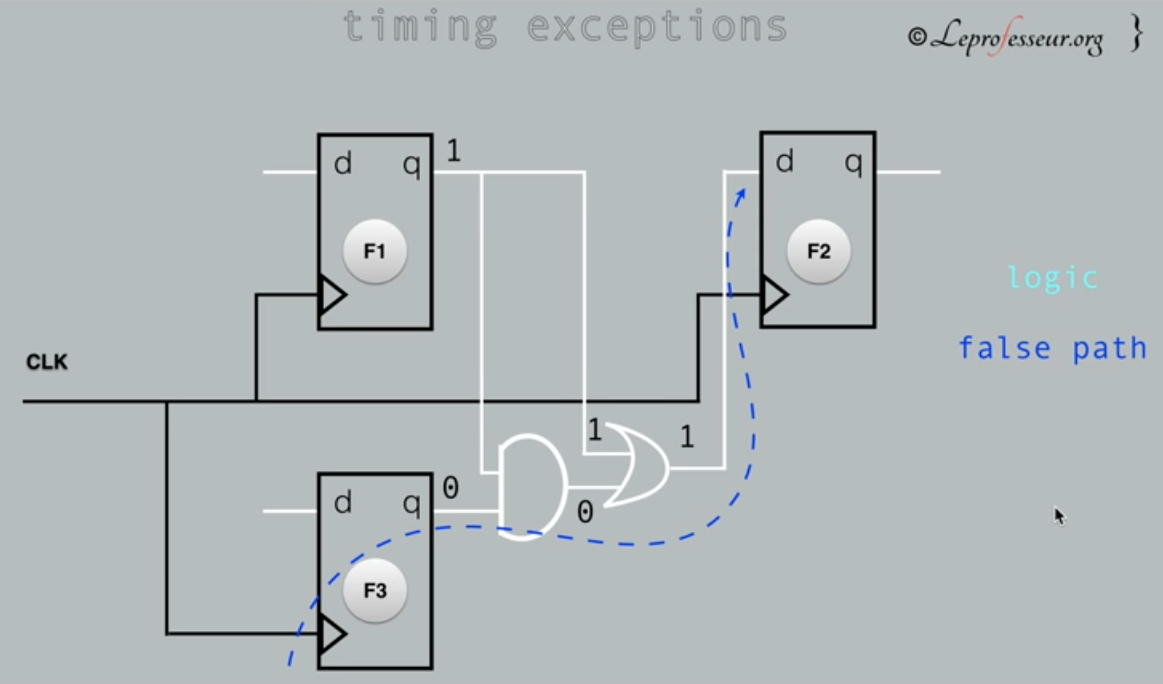 timing exceptions
© Leprofesseur.org }
d q 1
d q
F1
F2
logic
false path
CLK
1 1
d q 0
0
F3